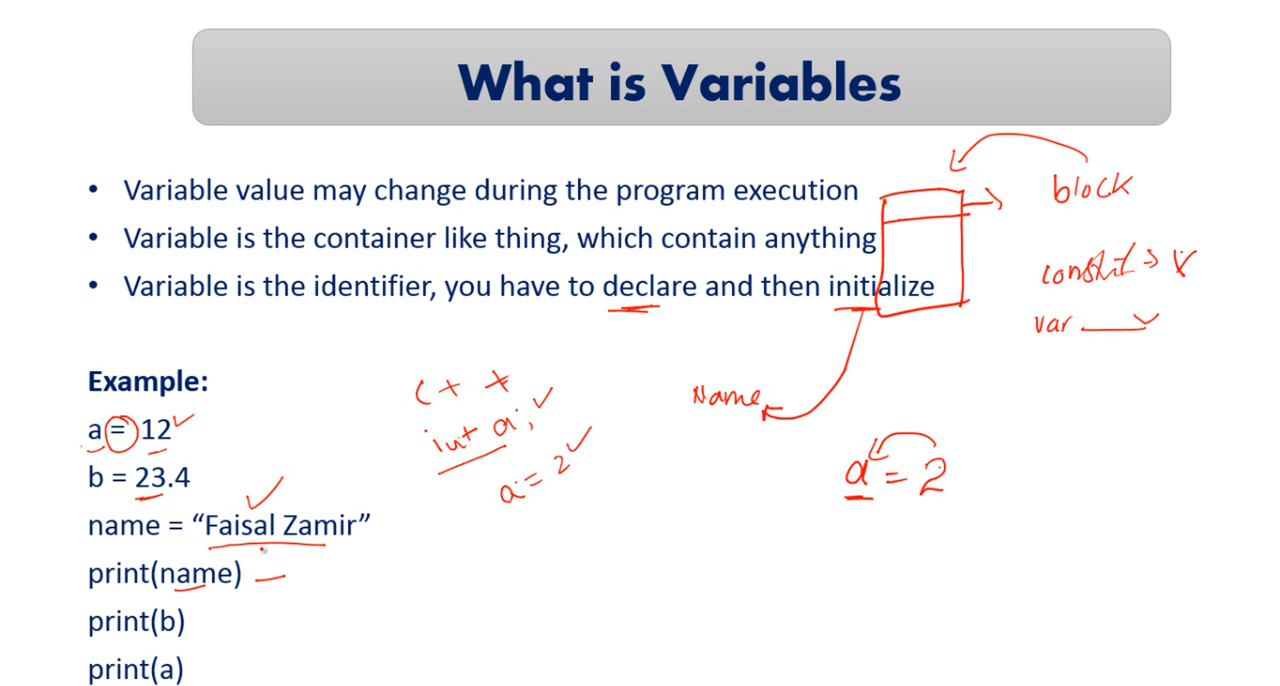 What is Variables
• Variable value may change during the program execution
• Variable is the container like thing, which contain anything
• Variable is the identifier, you have to declare and then initialize
block
var
Name
Example:
a = 12
b = 23.4
name = “Faisal Zamir”
print(name)
print(b)
print(a)
C++
int a;
a = 2
a = 2